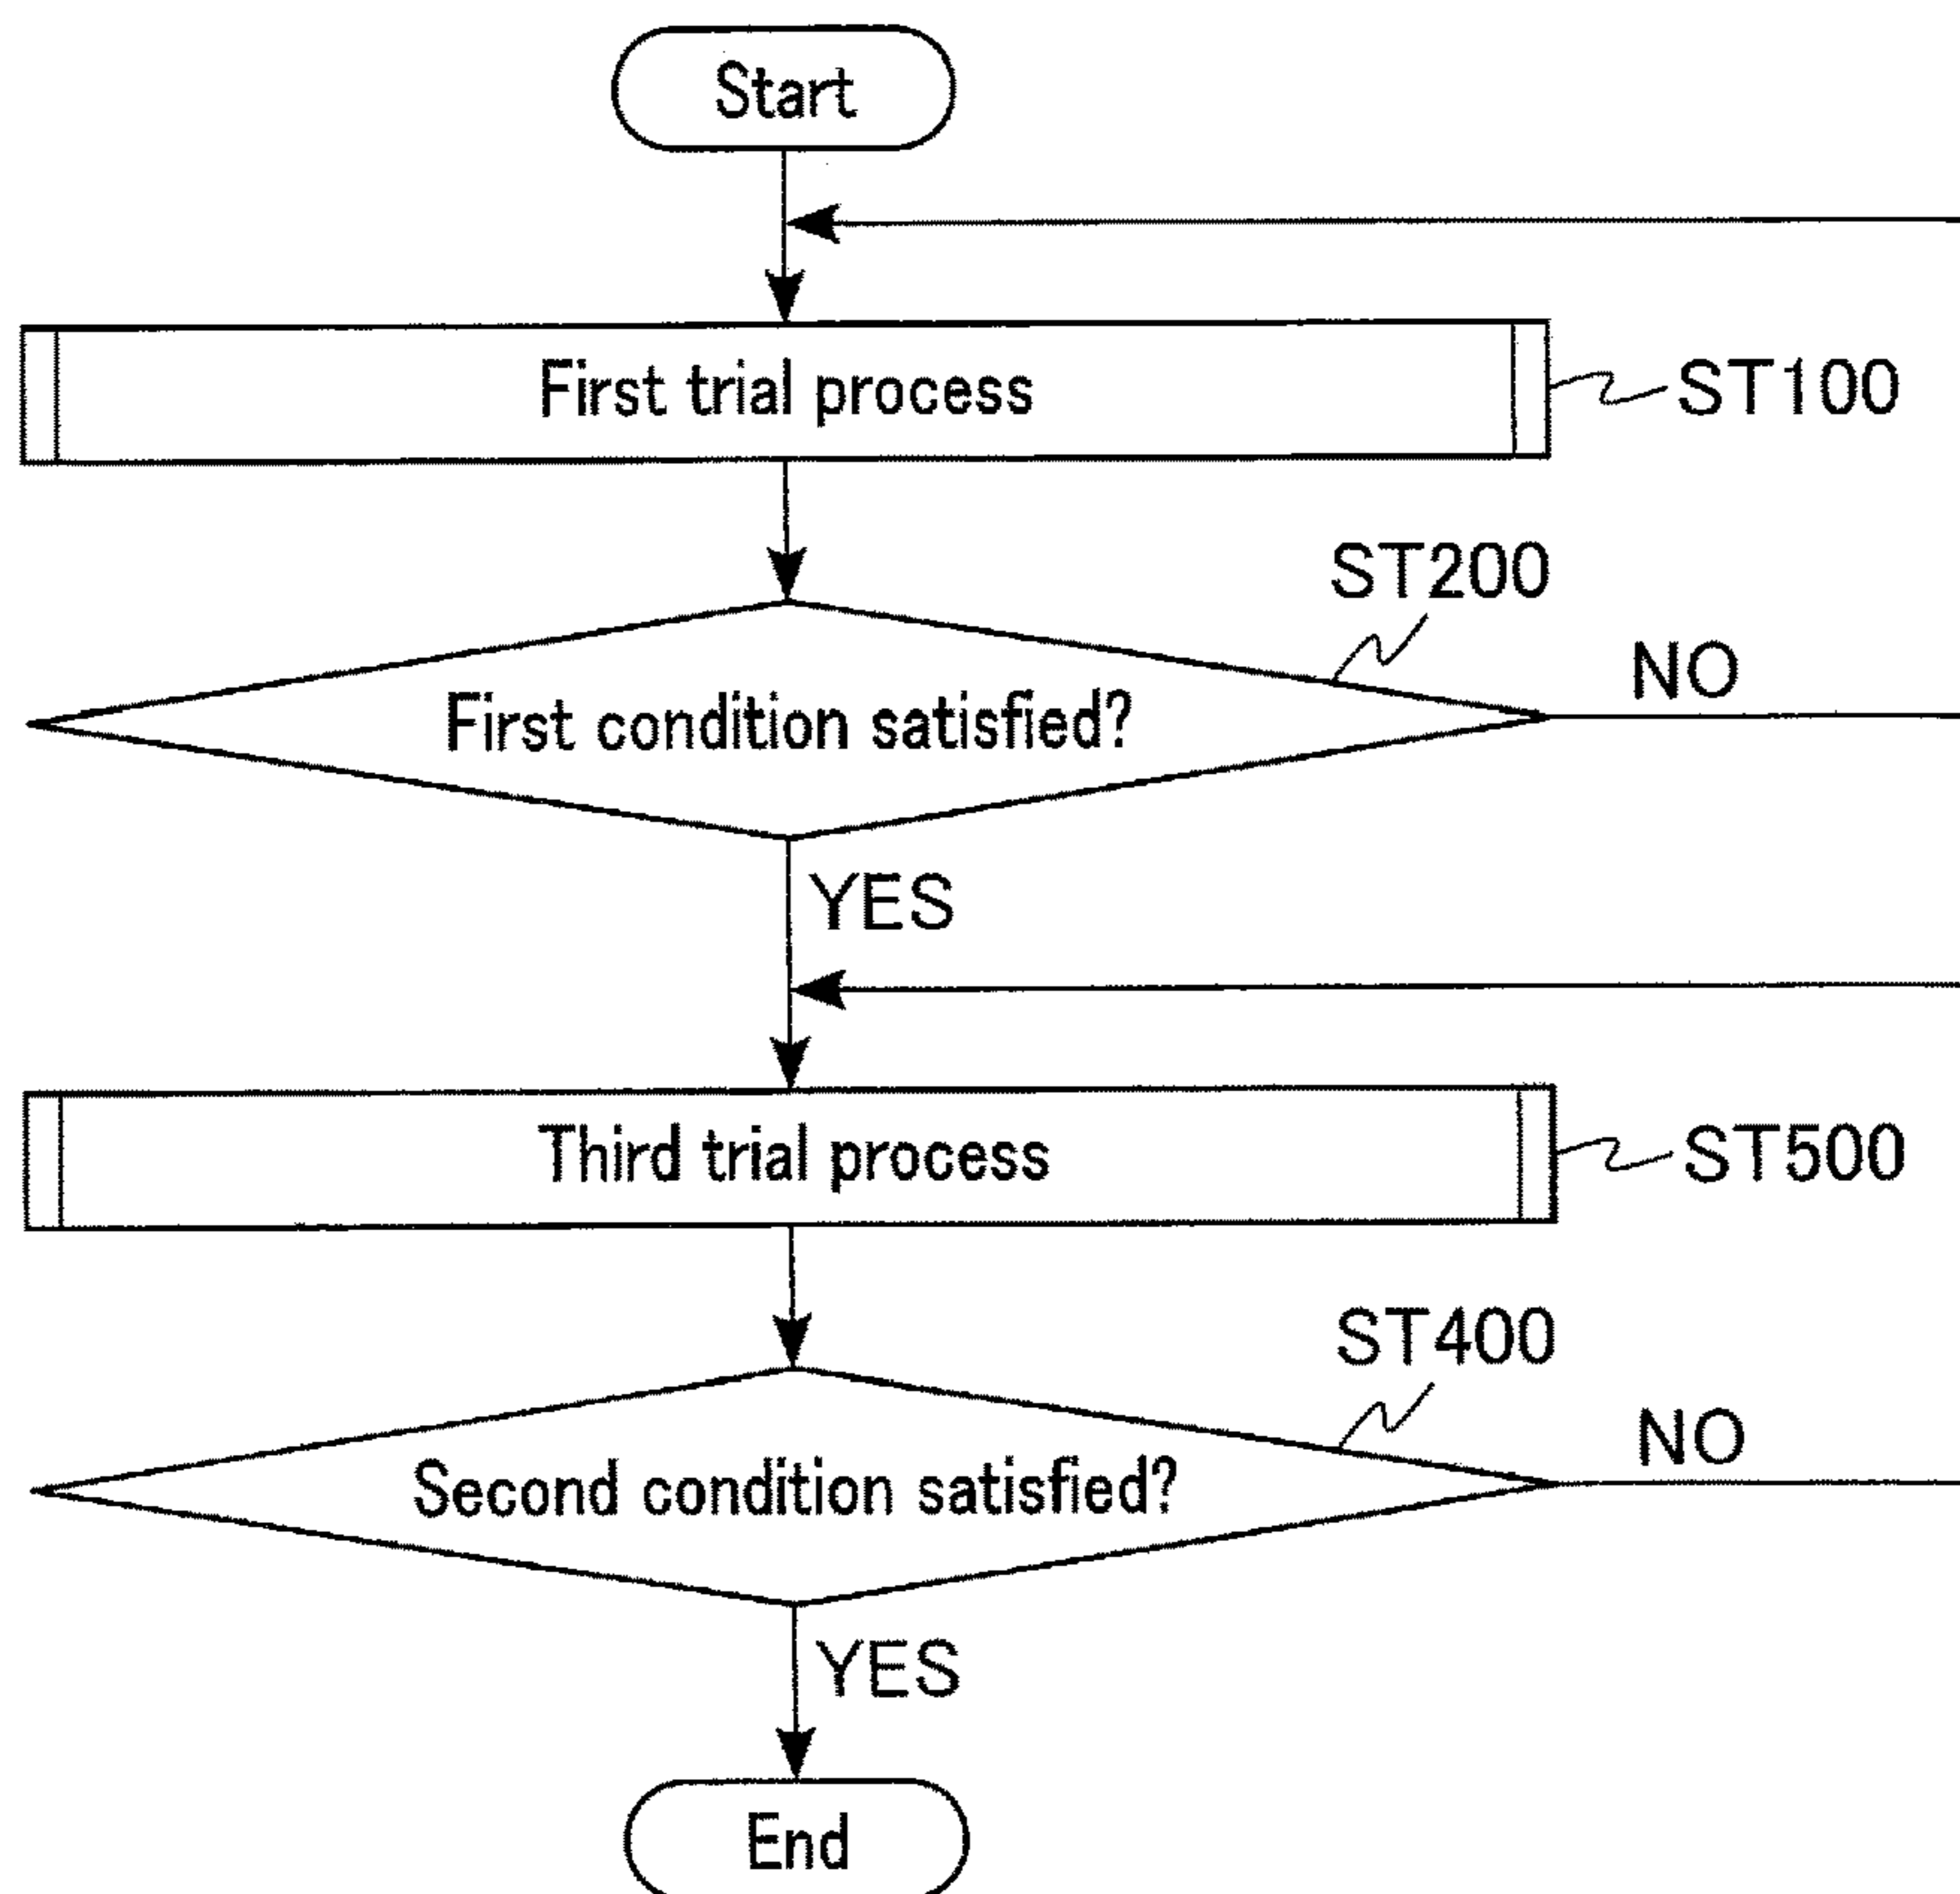 Start
First trial process
ST100
ST200
First condition satisfied?
NO
YES
Third trial process
ST500
ST400
Second condition satisfied?
NO
YES
End